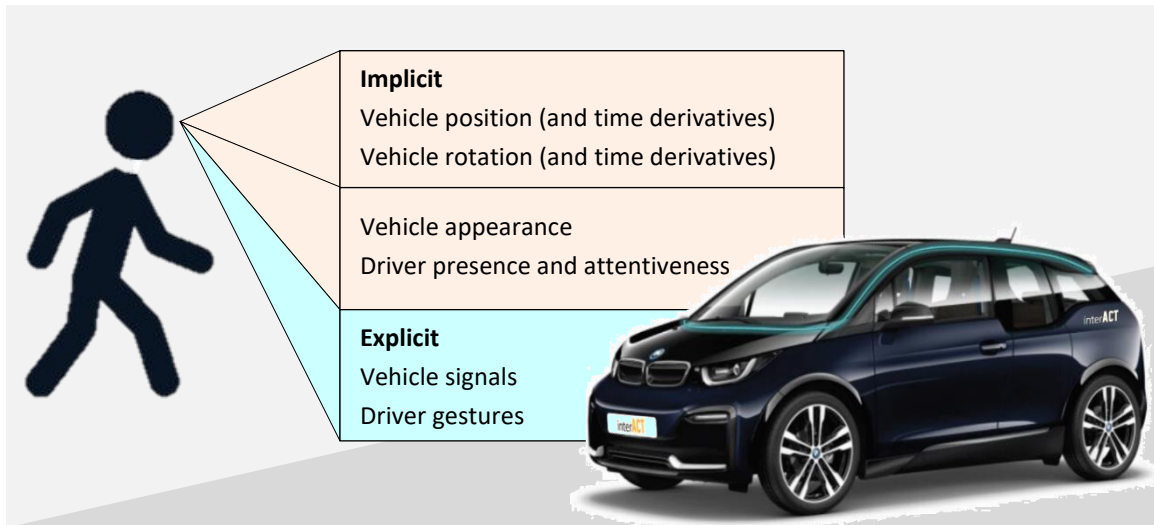 Implicit
Vehicle position (and time derivatives)
Vehicle rotation (and time derivatives)
Vehicle appearance
Driver presence and attentiveness
Explicit
Vehicle signals
Driver gestures
interACT
interACT